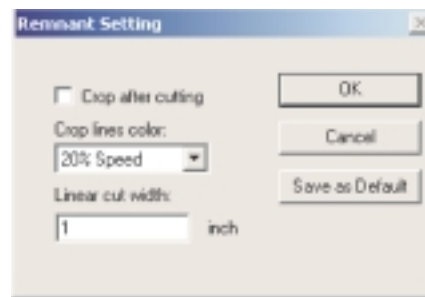 Remnant Setting
Crop after cutting
Crop lines color:
20% Speed
Linear cut width:
1 inch
OK
Cancel
Save as Default